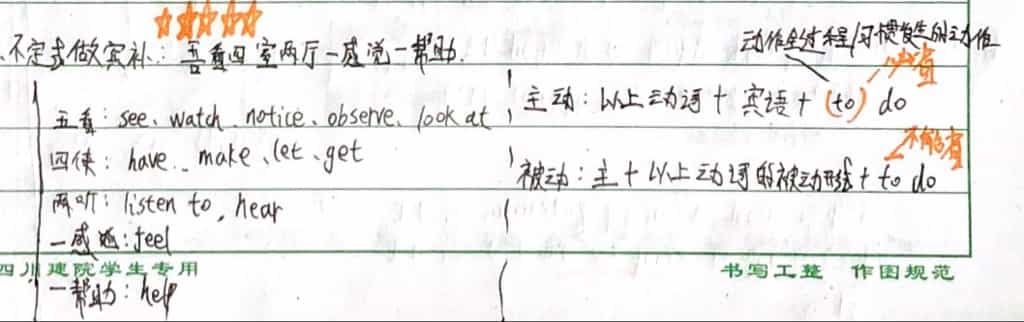 不定式做宾补：五看四室两厅一感觉一帮助.
动作全过程/习惯发生的动作
五看：see、watch、notice、observe、look at
主动：以上动词+宾语+(to) do
省
四使：have、make、let、get
不能省
被动：主+以上动词的被动形式+to do
两听：listen to, hear
一感觉：feel
四川建院学生专用
书写工整 作图规范
一帮助：help